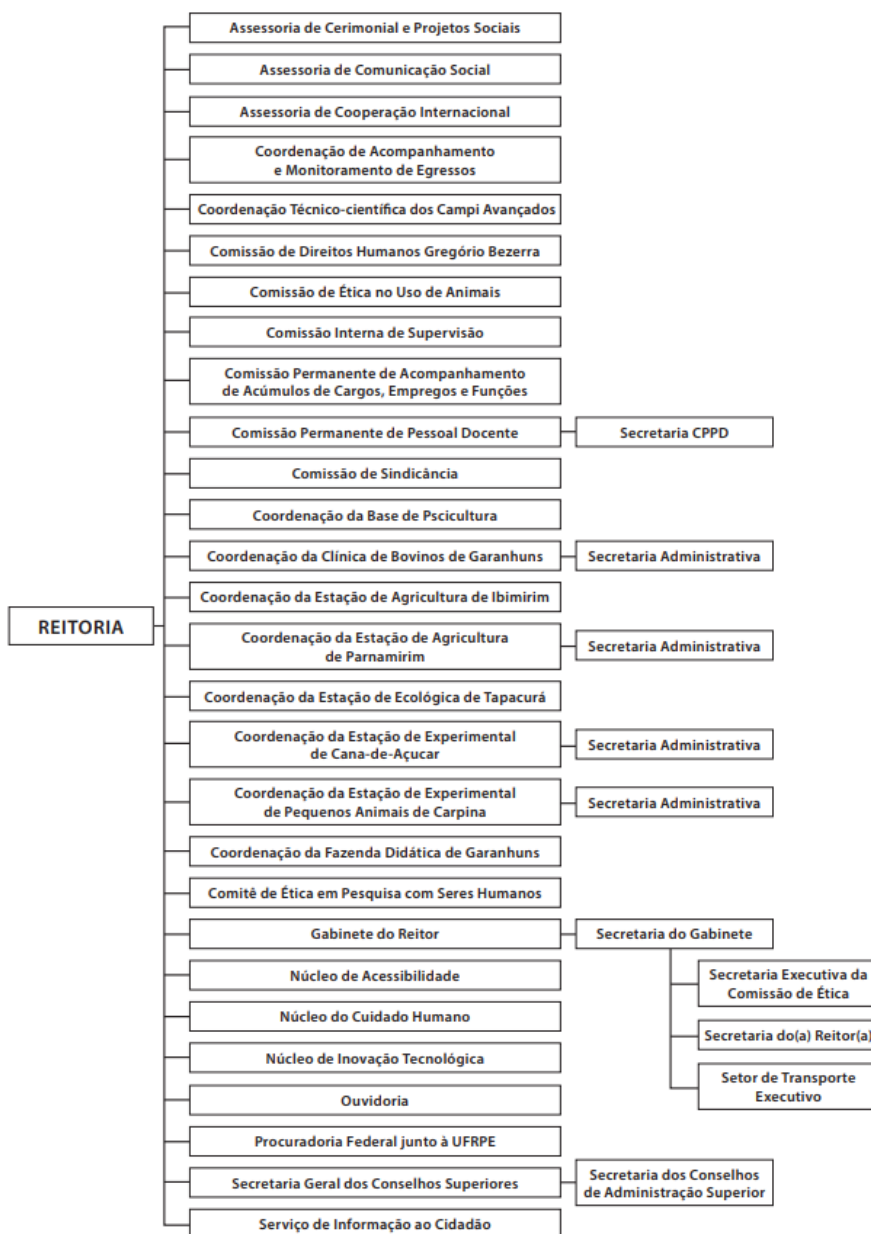 Assessoria de Cerimonial e Projetos Sociais
Assessoria de Comunicação Social
Assessoria de Cooperação Internacional
Coordenação de Acompanhamento
e Monitoramento de Egressos
Coordenação Técnico-científica dos Campi Avançados
Comissão de Direitos Humanos Gregório Bezerra
Comissão de Ética no Uso de Animais
Comissão Interna de Supervisão
Comissão Permanente de Acompanhamento
de Acúmulos de Cargos, Empregos e Funções
Comissão Permanente de Pessoal Docente
Secretaria CPPD
Comissão de Sindicância
Coordenação da Base de Pscicultura
Coordenação da Clínica de Bovinos de Garanhuns
Secretaria Administrativa
Coordenação da Estação de Agricultura de Ibimirim
REITORIA
Coordenação da Estação de Agricultura
de Parnamirim
Secretaria Administrativa
Coordenação da Estação de Ecológica de Tapacurá
Coordenação da Estação de Experimental
de Cana-de-Açucar
Secretaria Administrativa
Coordenação da Estação de Experimental
de Pequenos Animais de Carpina
Secretaria Administrativa
Coordenação da Fazenda Didática de Garanhuns
Comitê de Ética em Pesquisa com Seres Humanos
Gabinete do Reitor
Secretaria do Gabinete
Secretaria Executiva da
Comissão de Ética
Secretaria do(a) Reitor(a)
Setor de Transporte
Executivo
Núcleo de Acessibilidade
Núcleo do Cuidado Humano
Núcleo de Inovação Tecnológica
Ouvidoria
Procuradoria Federal junto à UFRPE
Secretaria Geral dos Conselhos Superiores
Secretaria dos Conselhos
de Administração Superior
Serviço de Informação ao Cidadão